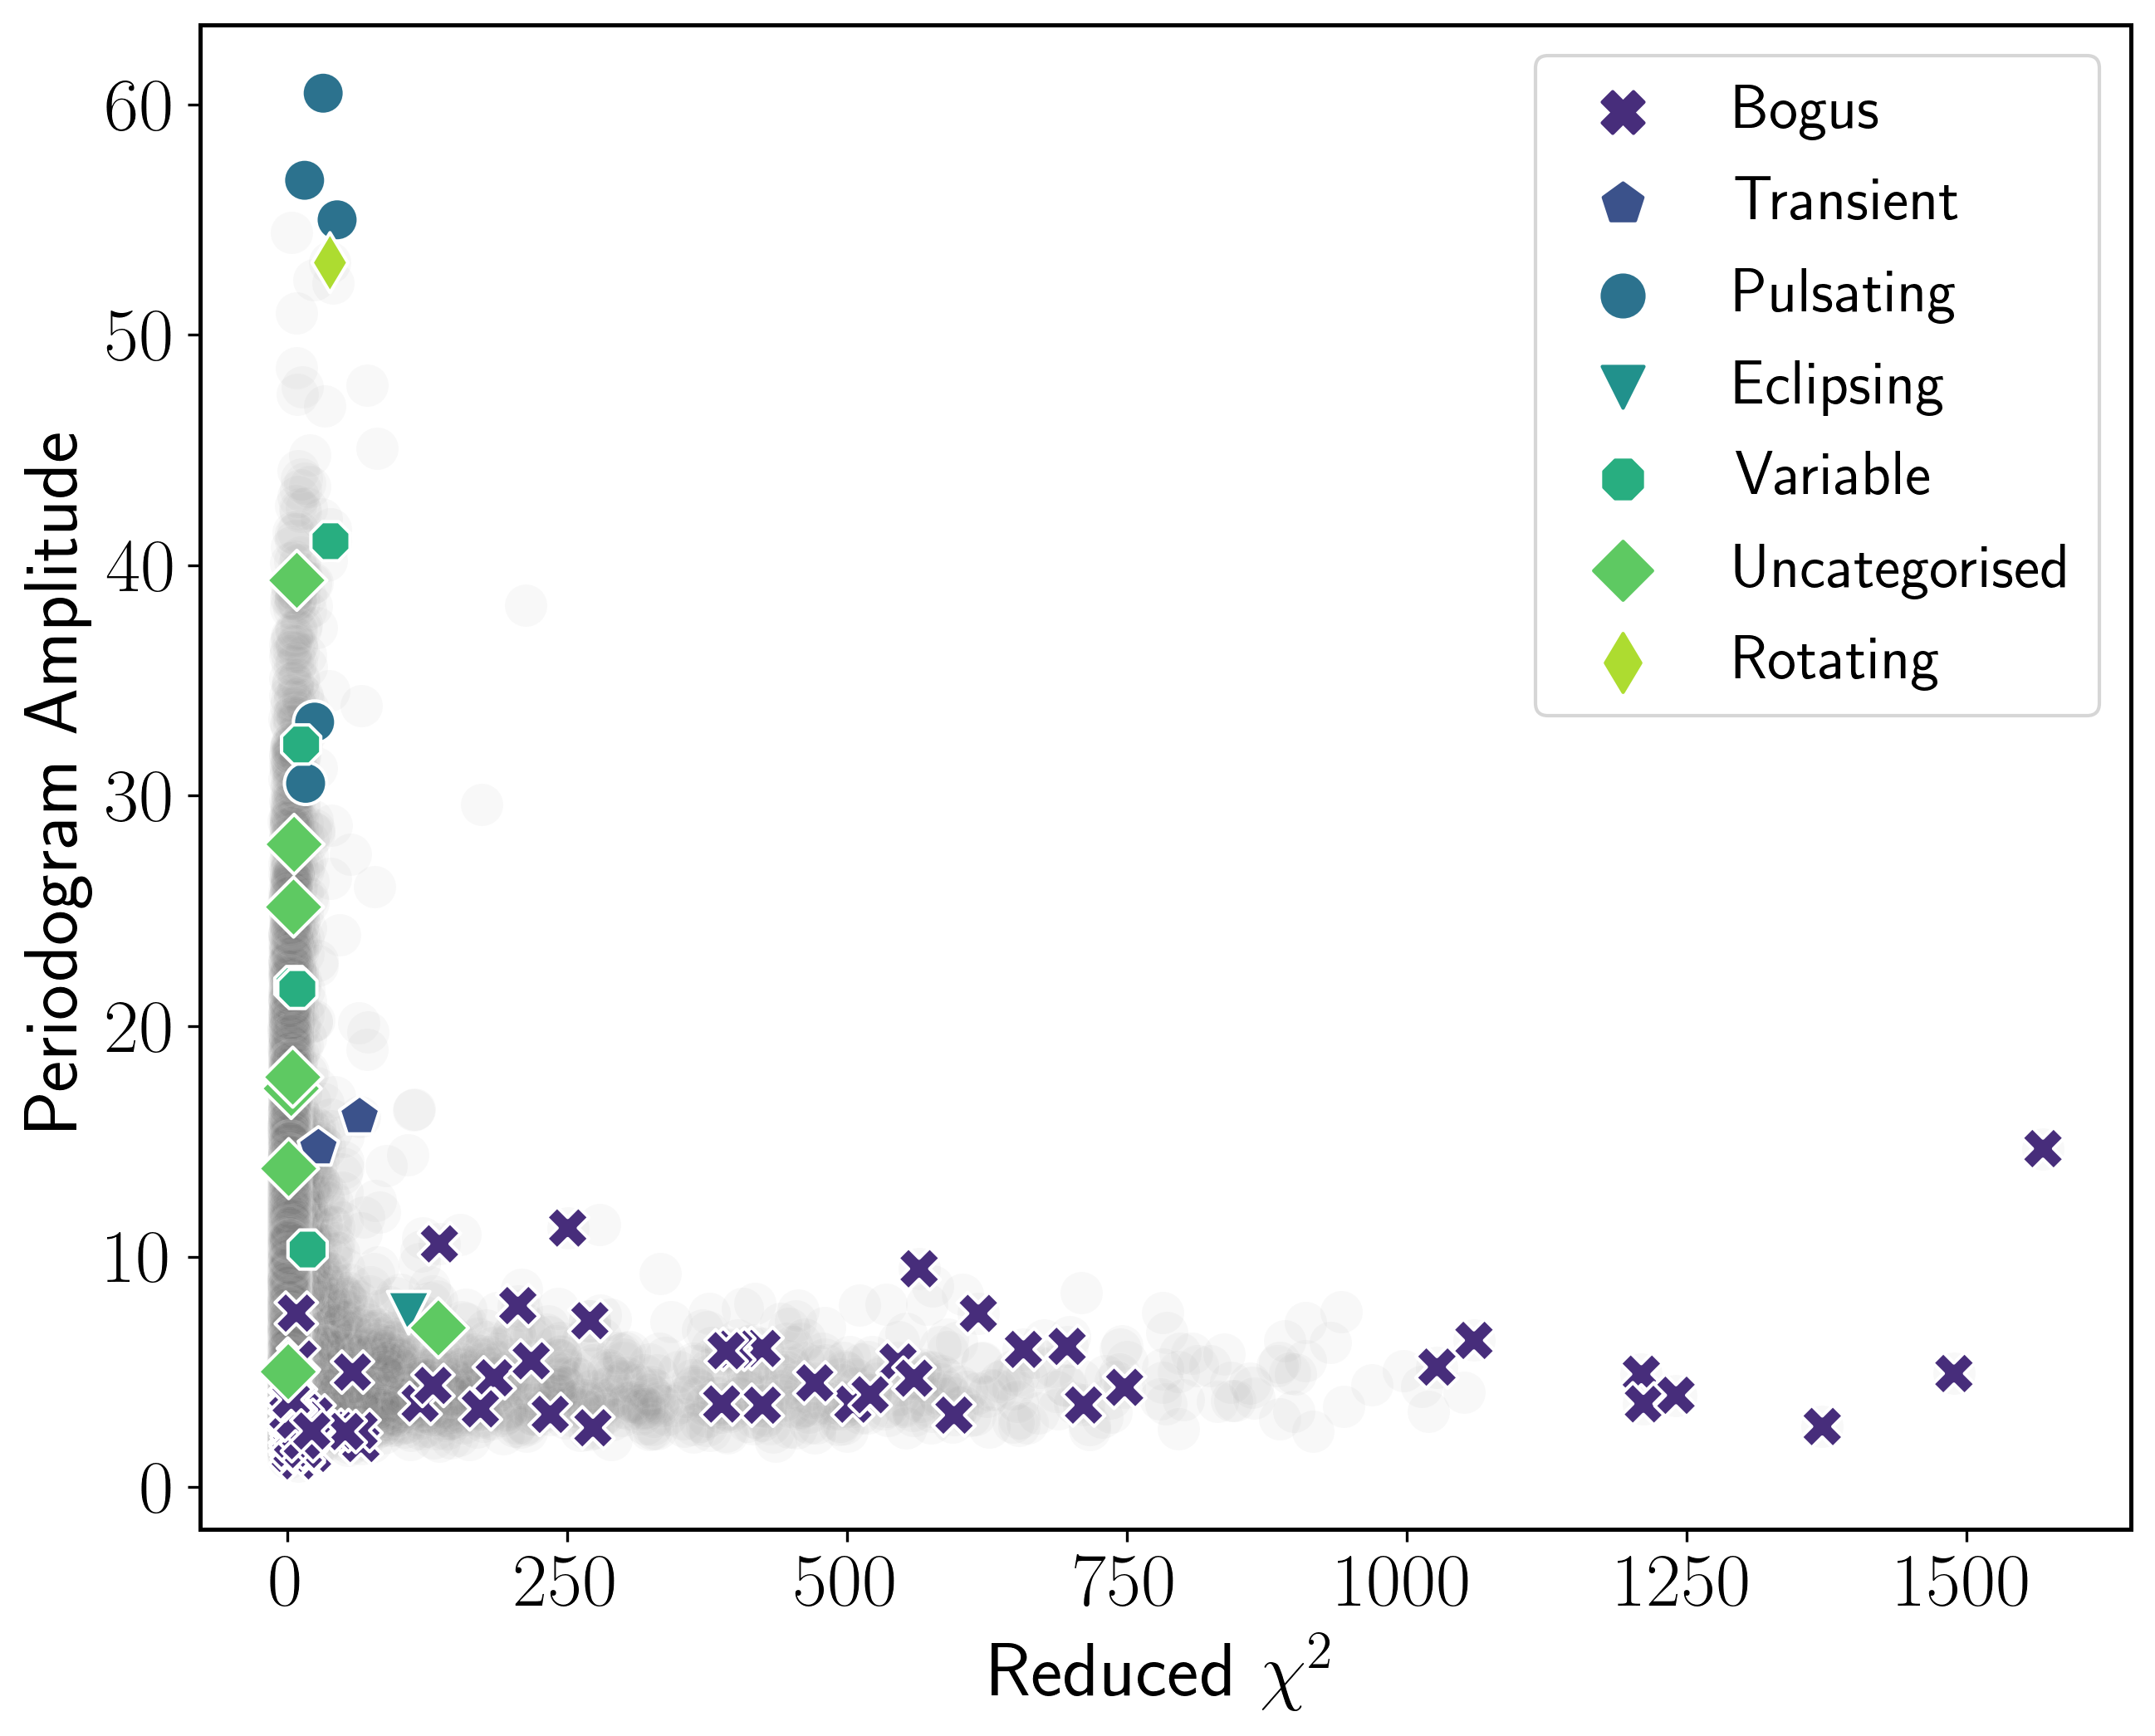 Periodogram Amplitude
60
50
40
30
20
10
0
0 250 500 750 1000 1250 1500
Reduced χ²
Bogus
Transient
Pulsating
Eclipsing
Variable
Uncategorised
Rotating